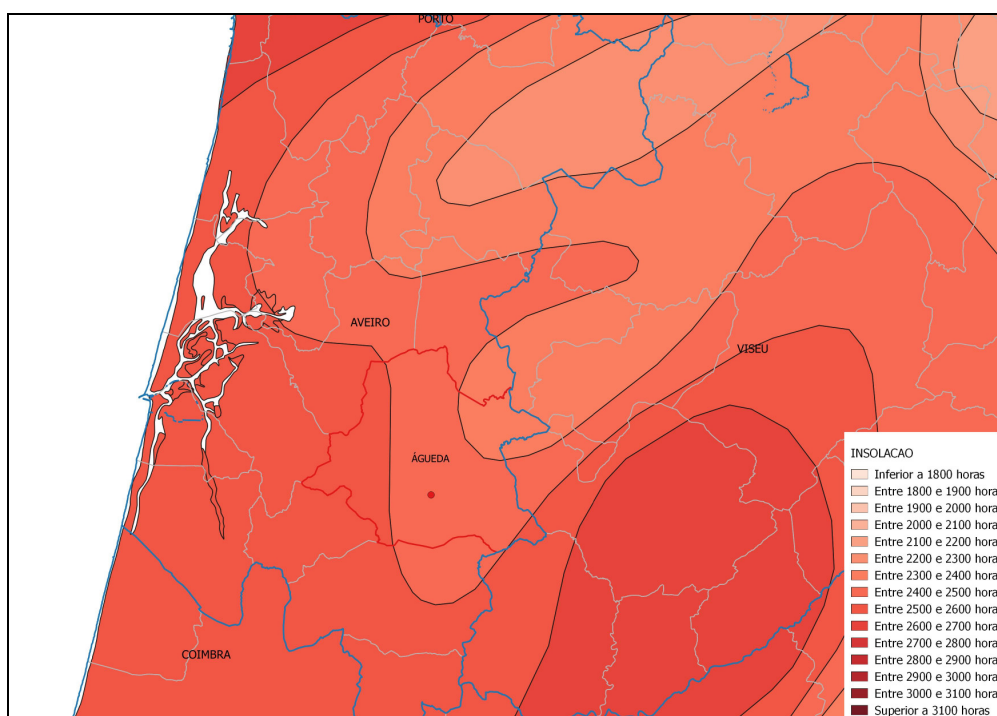 PORTO
AVEIRO
VISEU
ÁGUEDA
COIMBRA
INSOLACAO
Inferior a 1800 horas
Entre 1800 e 1900 hora
Entre 1900 e 2000 hora
Entre 2000 e 2100 hora
Entre 2100 e 2200 hora
Entre 2200 e 2300 hora
Entre 2300 e 2400 hora
Entre 2400 e 2500 hora
Entre 2500 e 2600 hora
Entre 2600 e 2700 hora
Entre 2700 e 2800 hora
Entre 2800 e 2900 hora
Entre 2900 e 3000 hora
Entre 3000 e 3100 hora
Superior a 3100 horas